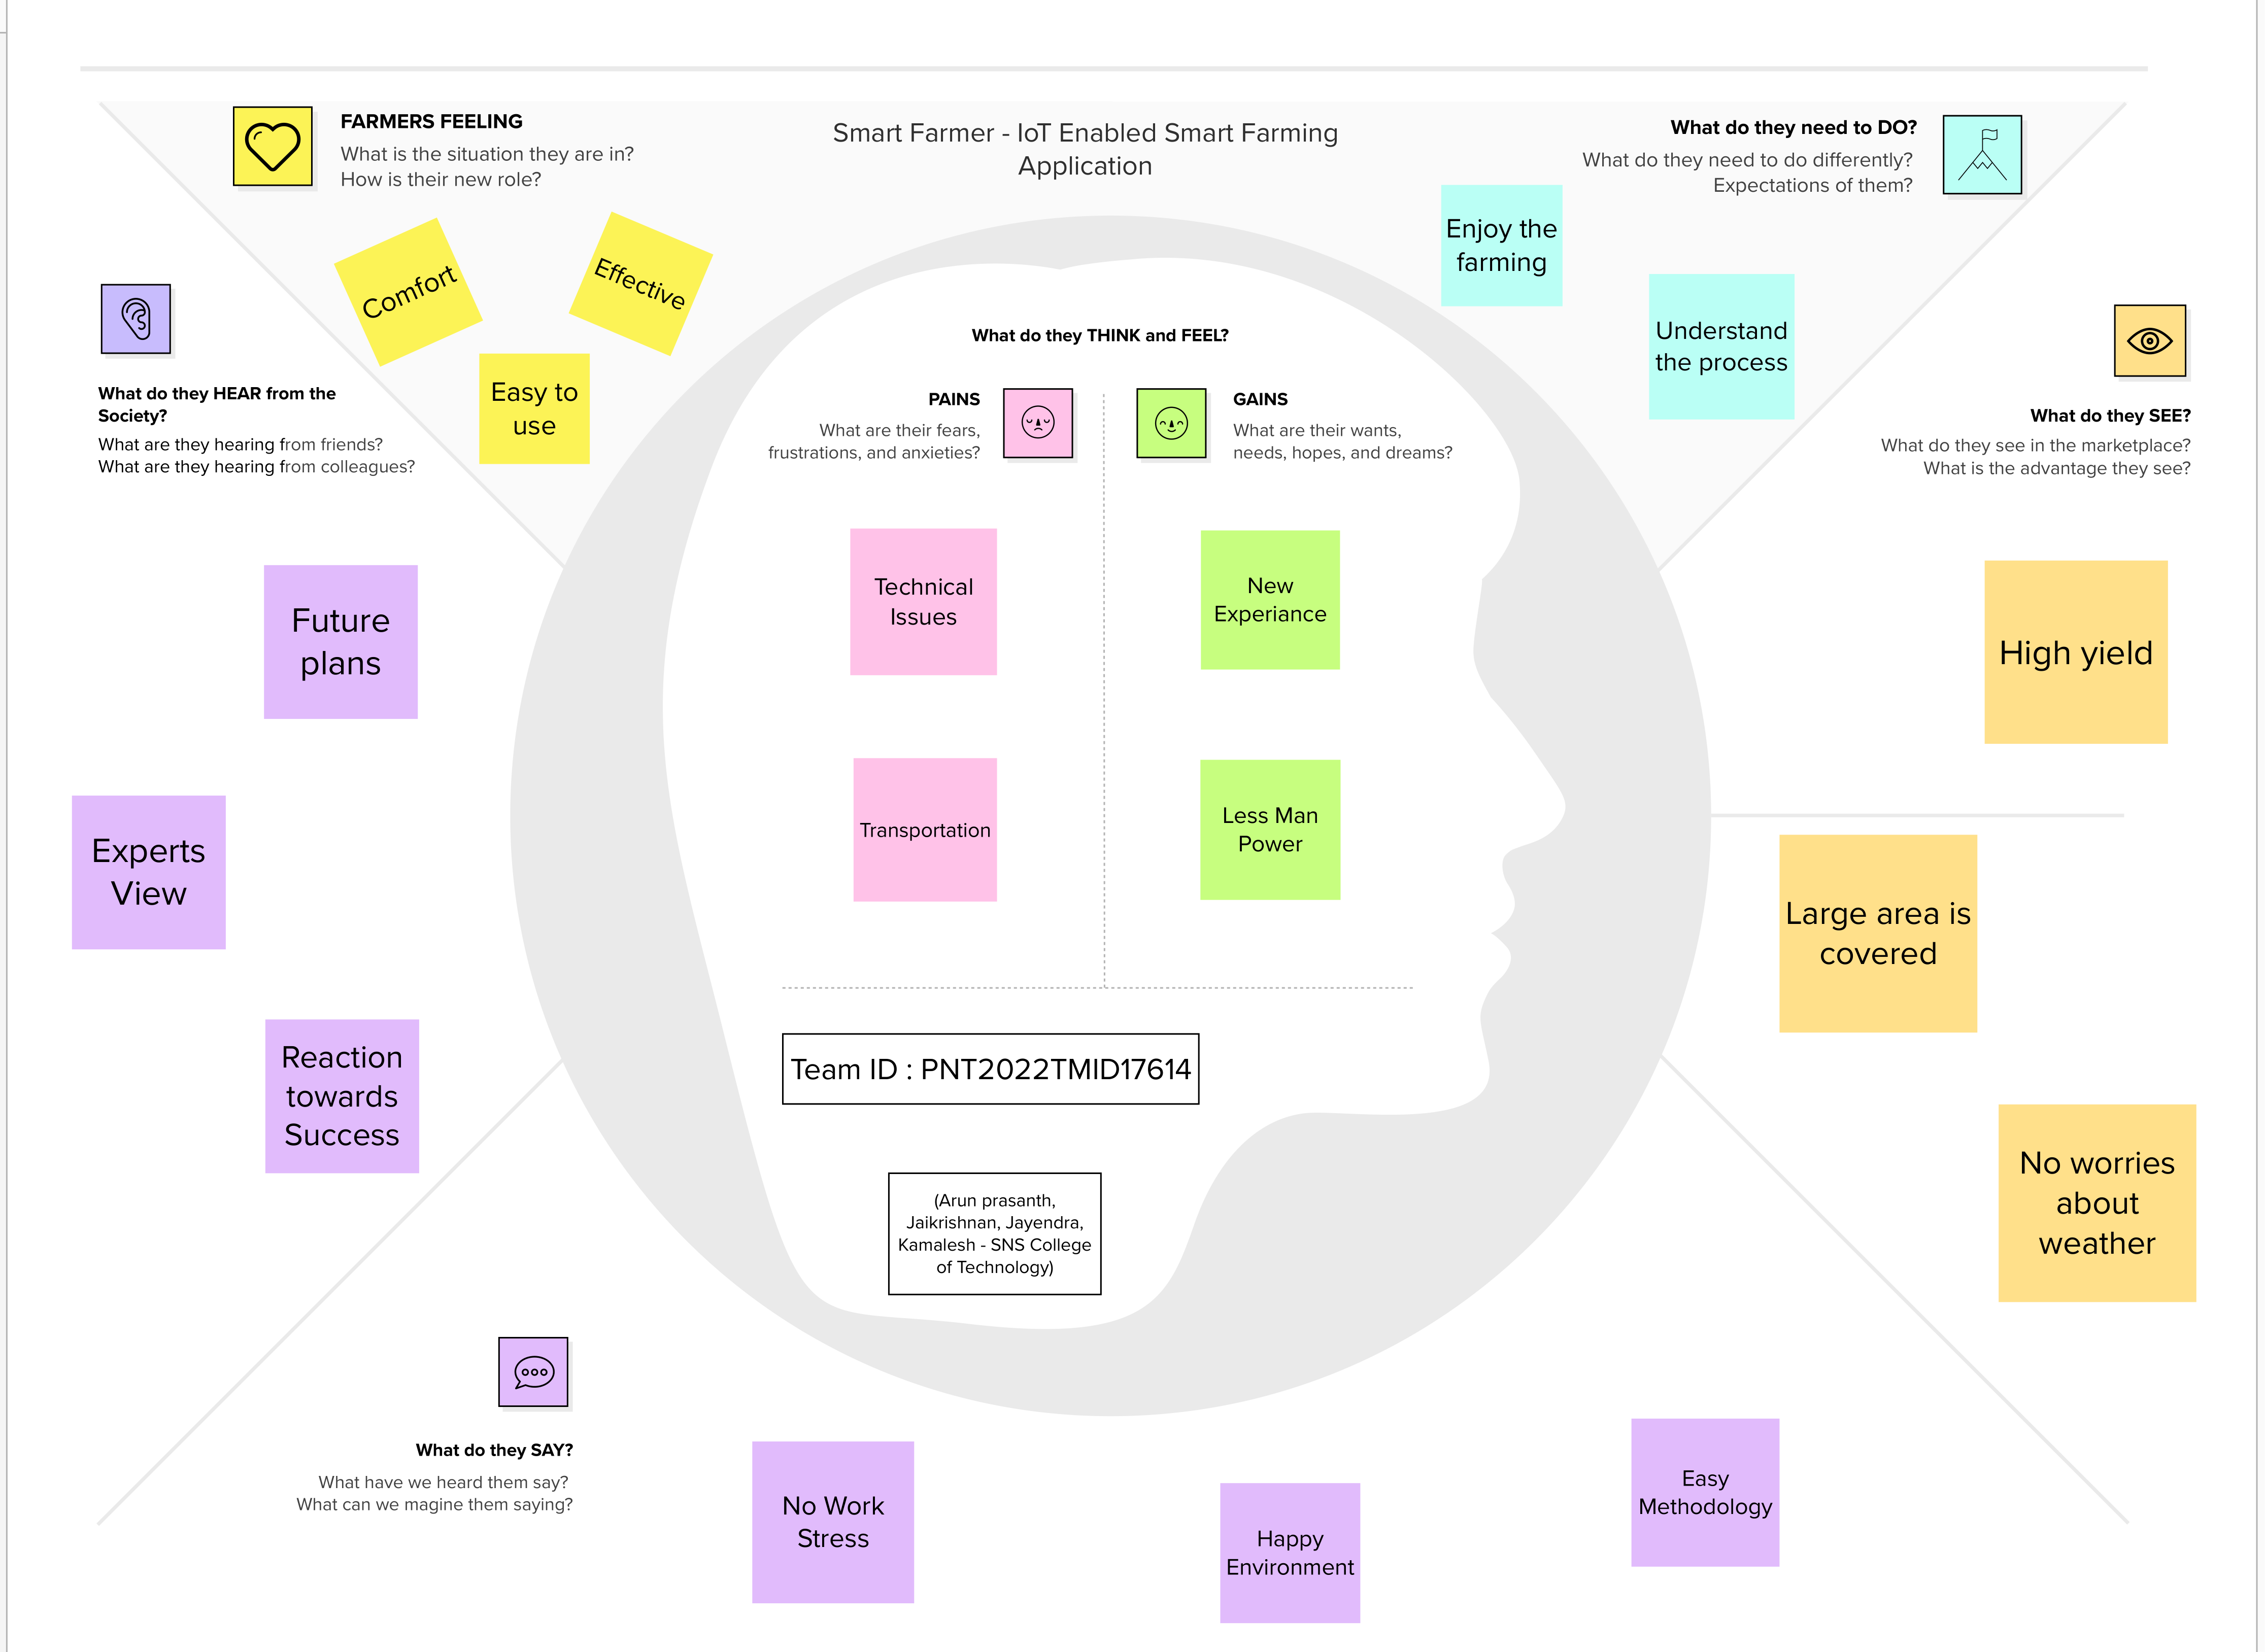 Smart Farmer - IoT Enabled Smart Farming
Application
FARMERS FEELING
What is the situation they are in?
How is their new role?
Comfort
Effective
Easy to
use
What do they need to DO?
What do they need to do differently?
Expectations of them?
Enjoy the
farming
Understand
the process
What do they HEAR from the
Society?
What are they hearing from friends?
What are they hearing from colleagues?
Future
plans
Experts
View
Reaction
towards
Success
What do they THINK and FEEL?
PAINS
What are their fears,
frustrations, and anxieties?
Technical
Issues
Transportation
GAINS
What are their wants,
needs, hopes, and dreams?
New
Experiance
Less Man
Power
Team ID : PNT2022TMID17614
(Arun prasanth,
Jaikrishnan, Jayendra,
Kamalesh - SNS College
of Technology)
What do they SEE?
What do they see in the marketplace?
What is the advantage they see?
High yield
Large area is
covered
No worries
about
weather
What do they SAY?
What have we heard them say?
What can we magine them saying?
No Work
Stress
Happy
Environment
Easy
Methodology